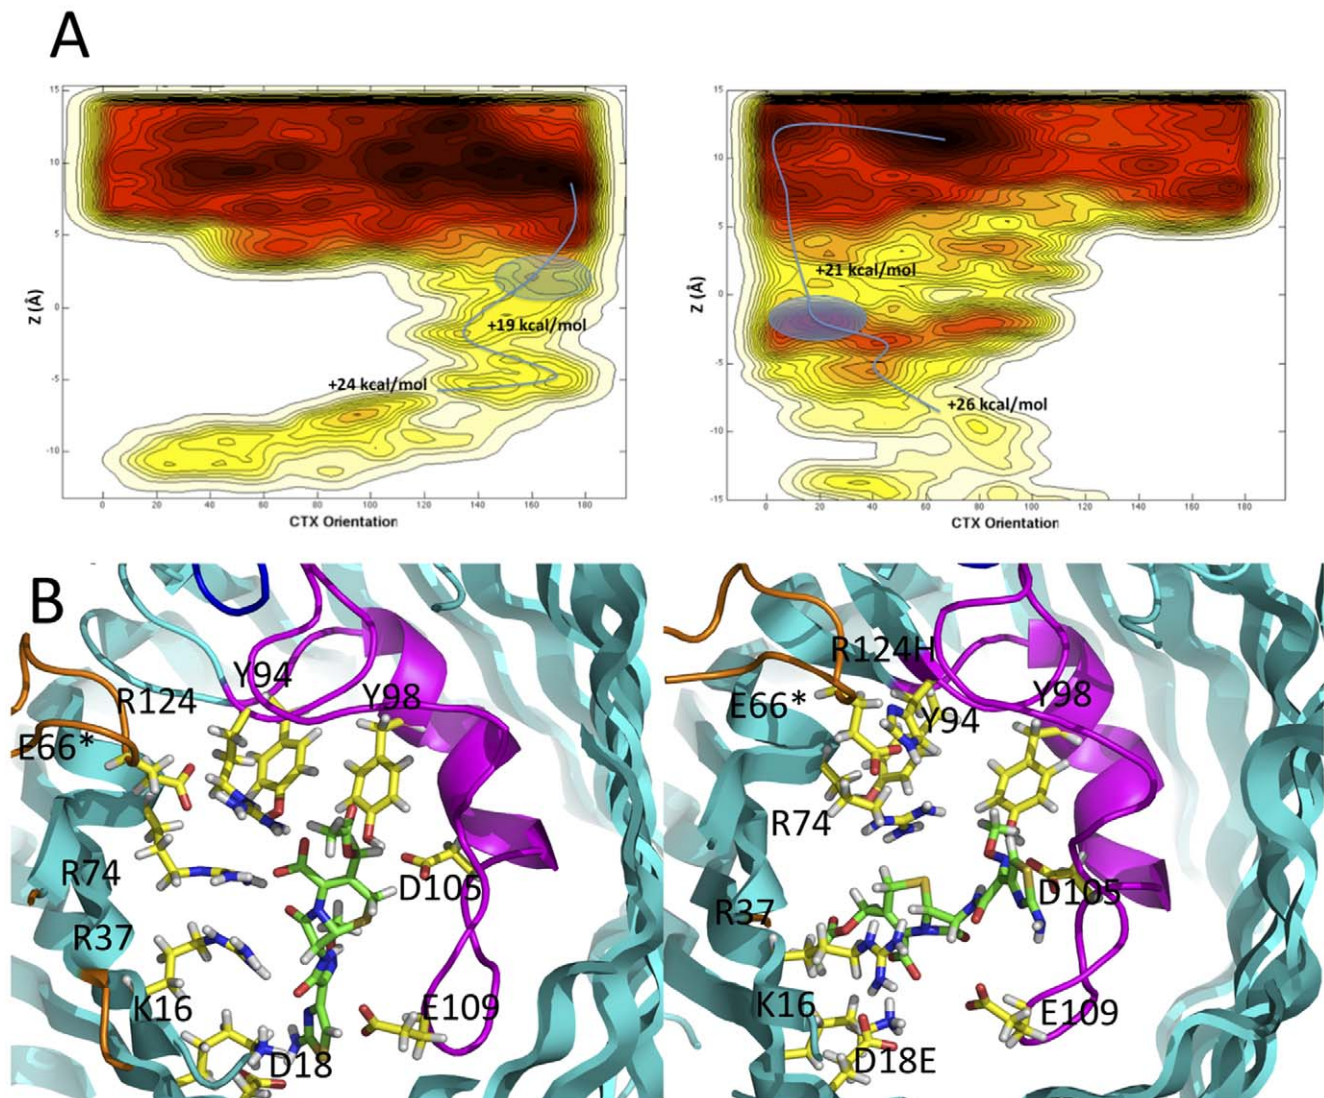 A
15
10
5
0
-5
-10
Z (Å)
+19 kcal/mol
+24 kcal/mol
0 20 40 60 80 100 120 140 160 180
CTX Orientation
15
10
5
0
-5
-10
-15
Z (Å)
+21 kcal/mol
+26 kcal/mol
0 20 40 60 80 100 120 140 160 180
CTX Orientation
B
Y94
R124
Y98
E66*
R74
D105
R37
K16
E109
D18
R124H
Y98
E66*
Y94
R74
D105
R37
K16
E109
D18E